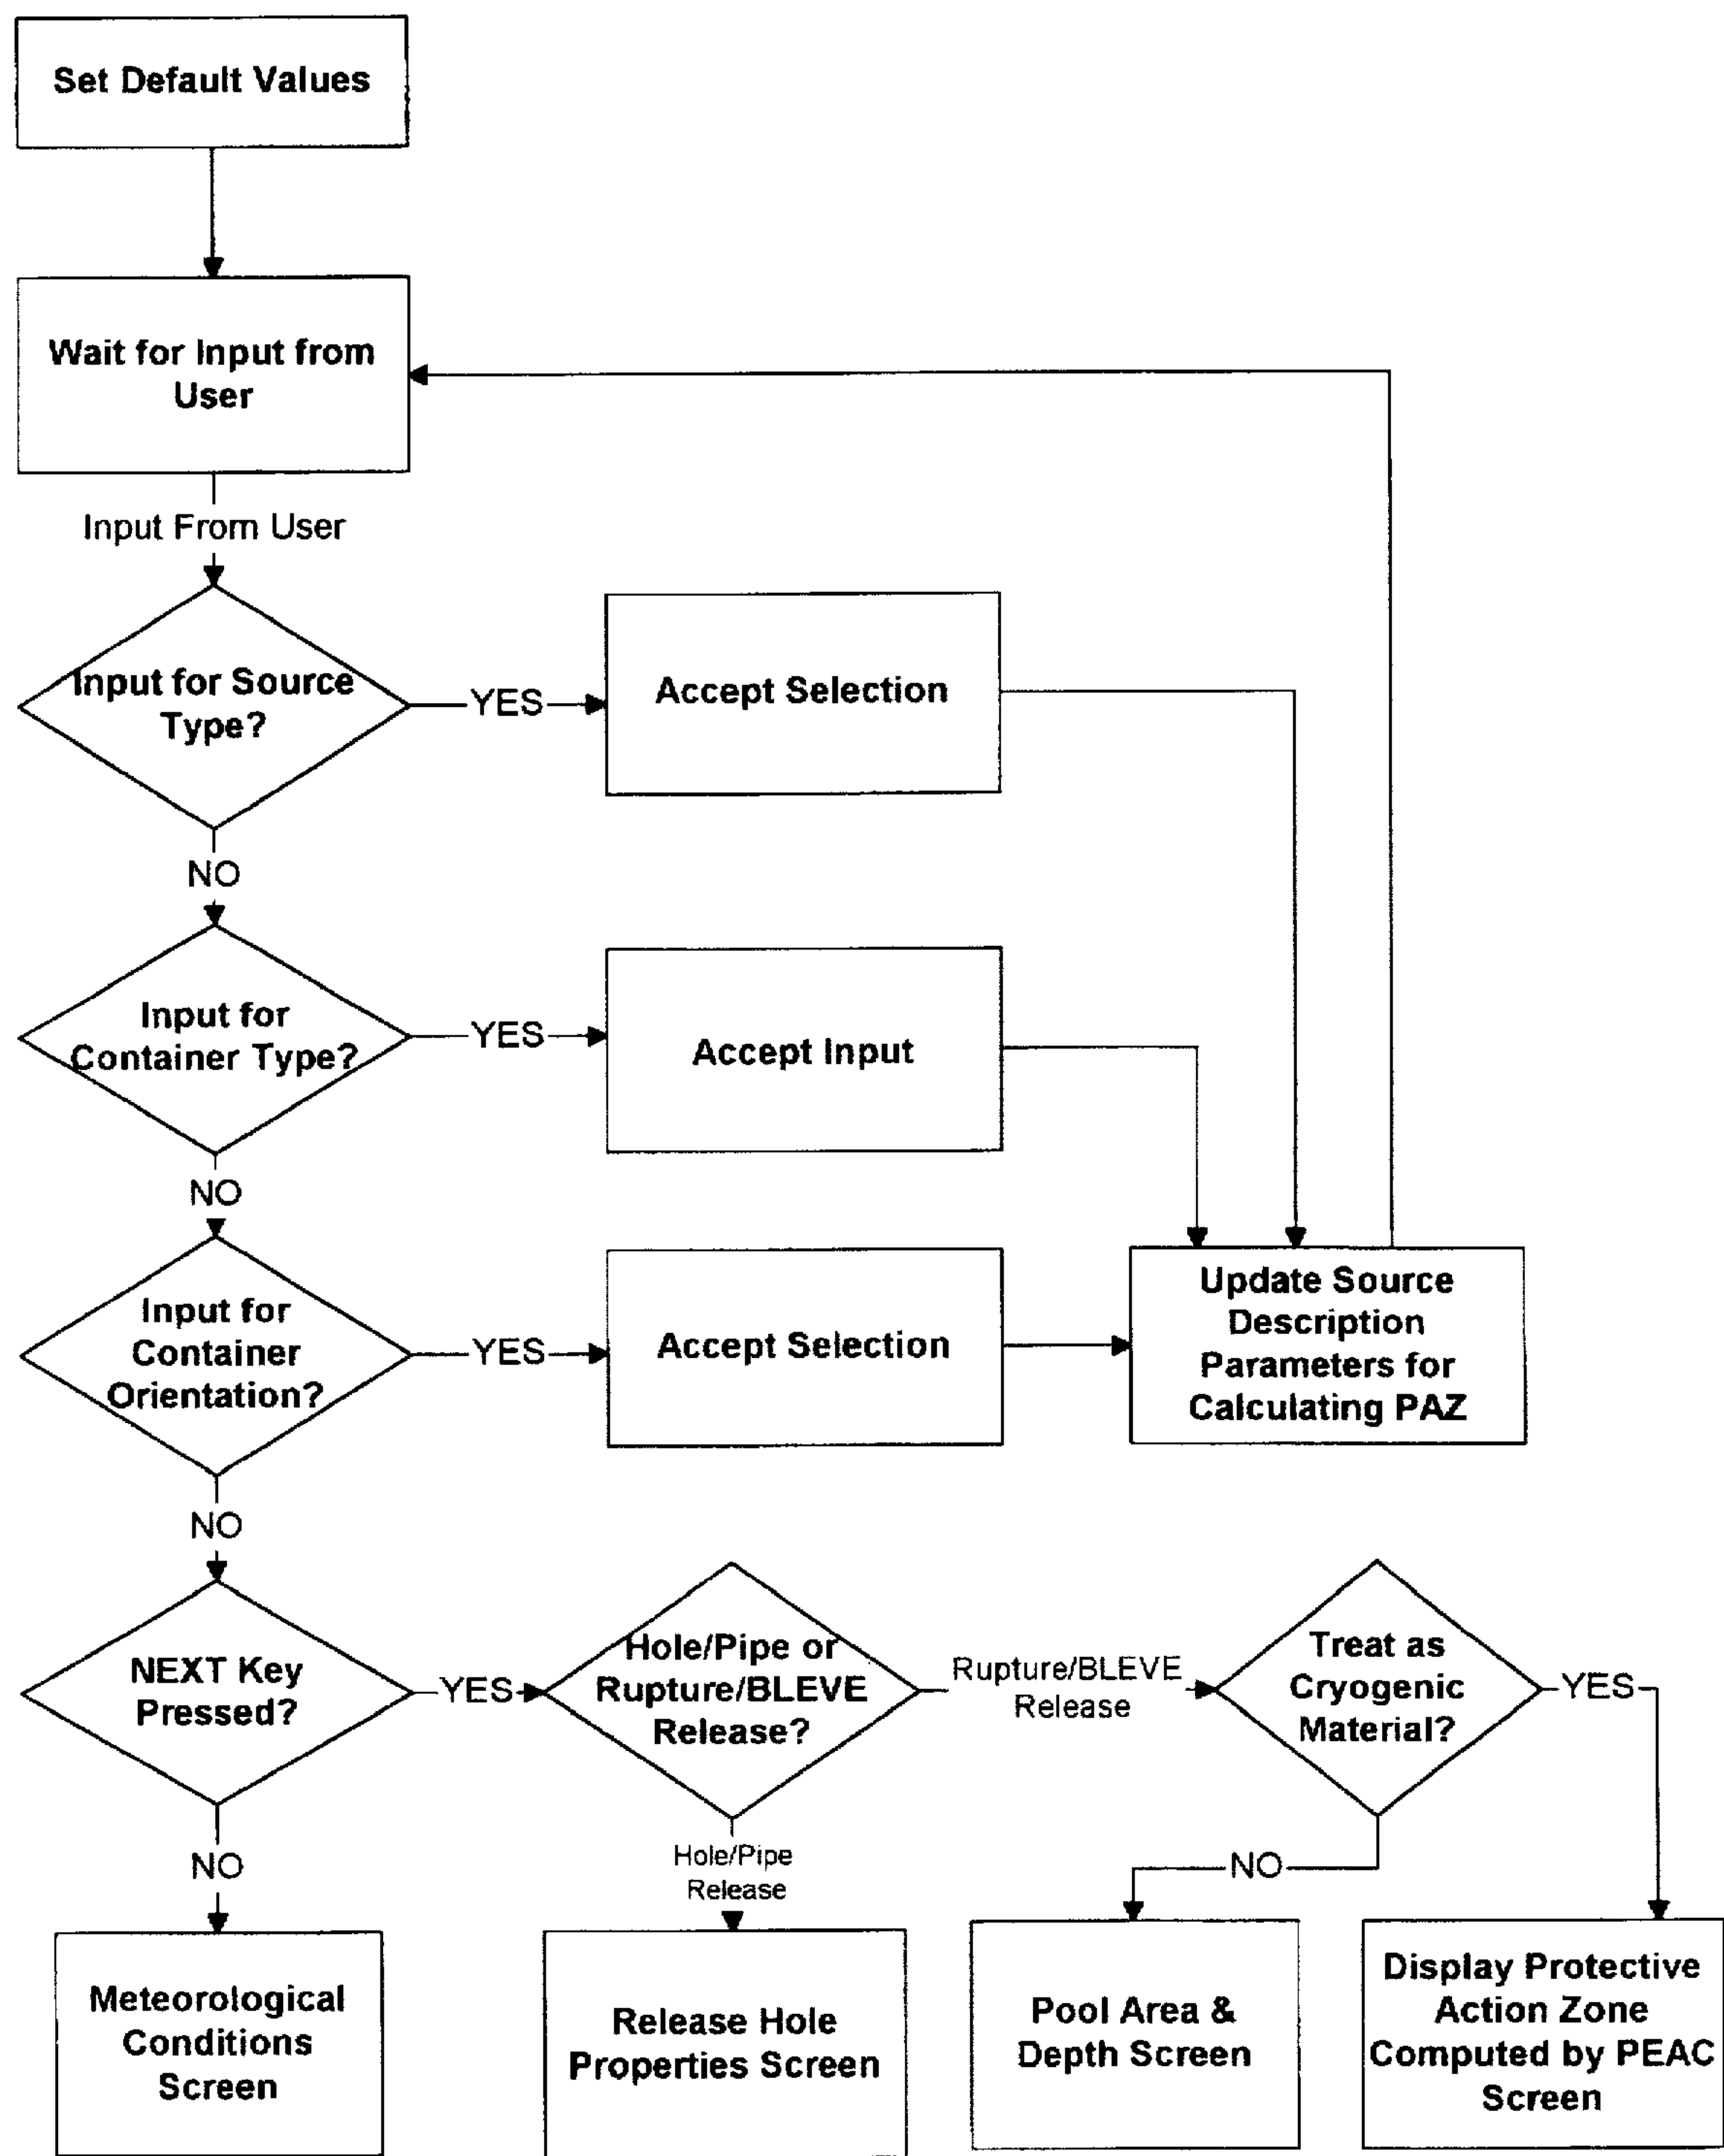 Set Default Values
Wait for Input from
User
Input From User
Input for Source
Type?
YES
Accept Selection
NO
Input for
Container Type?
YES
Accept Input
NO
Input for
Container
Orientation?
YES
Accept Selection
Update Source
Description
Parameters for
Calculating PAZ
NO
NEXT Key
Pressed?
YES
Hole/Pipe or
Rupture/BLEVE
Release?
Rupture/BLEVE
Release
Treat as
Cryogenic
Material?
YES
NO
Hole/Pipe
Release
NO
Meteorological
Conditions
Screen
Release Hole
Properties Screen
Pool Area &
Depth Screen
Display Protective
Action Zone
Computed by PEAC
Screen